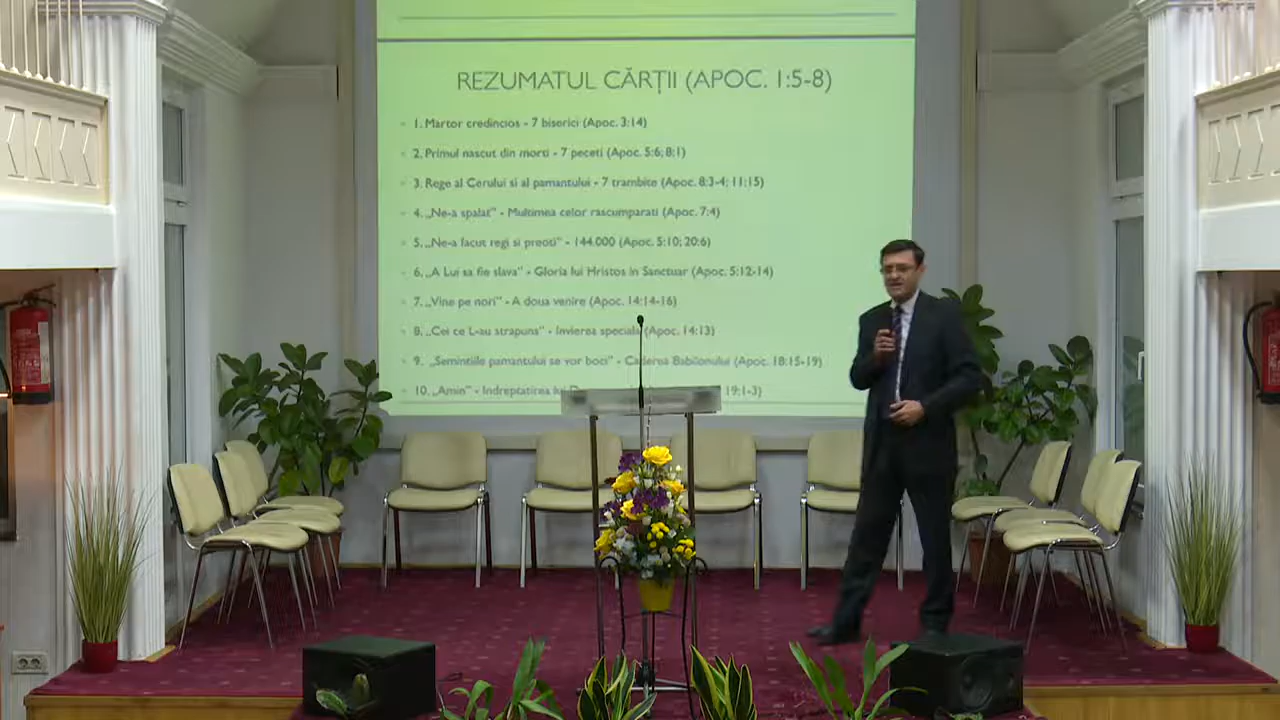 REZUMATUL CĂRȚII (APOC. 1:5-8)
1. Martor credincios - 7 biserici (Apoc. 3:14)
2. Primul nascut din morti - 7 peceti (Apoc. 5:6; 8:1)
3. Rege al Cerului si al pamantului - 7 trambite (Apoc. 8:3-4; 11:15)
4. „Ne-a spalat” - Multimea celor rascumparati (Apoc. 7:4)
5. „Ne-a facut regi si preoti” - 144.000 (Apoc. 5:10; 20:6)
6. „A Lui sa fie slava” - Gloria lui Hristos in Sanctuar (Apoc. 5:12-14)
7. „Vine pe nori” - A doua venire (Apoc. 14:14-16)
8. „Cei ce L-au strapuns” - Invierea speciala (Apoc. 14:13)
9. „Semintiile pamantului se vor boci” - Caderea Babilonului (Apoc. 18:15-19)
10. „Amin” - Indreptatirea lui 19:1-3)